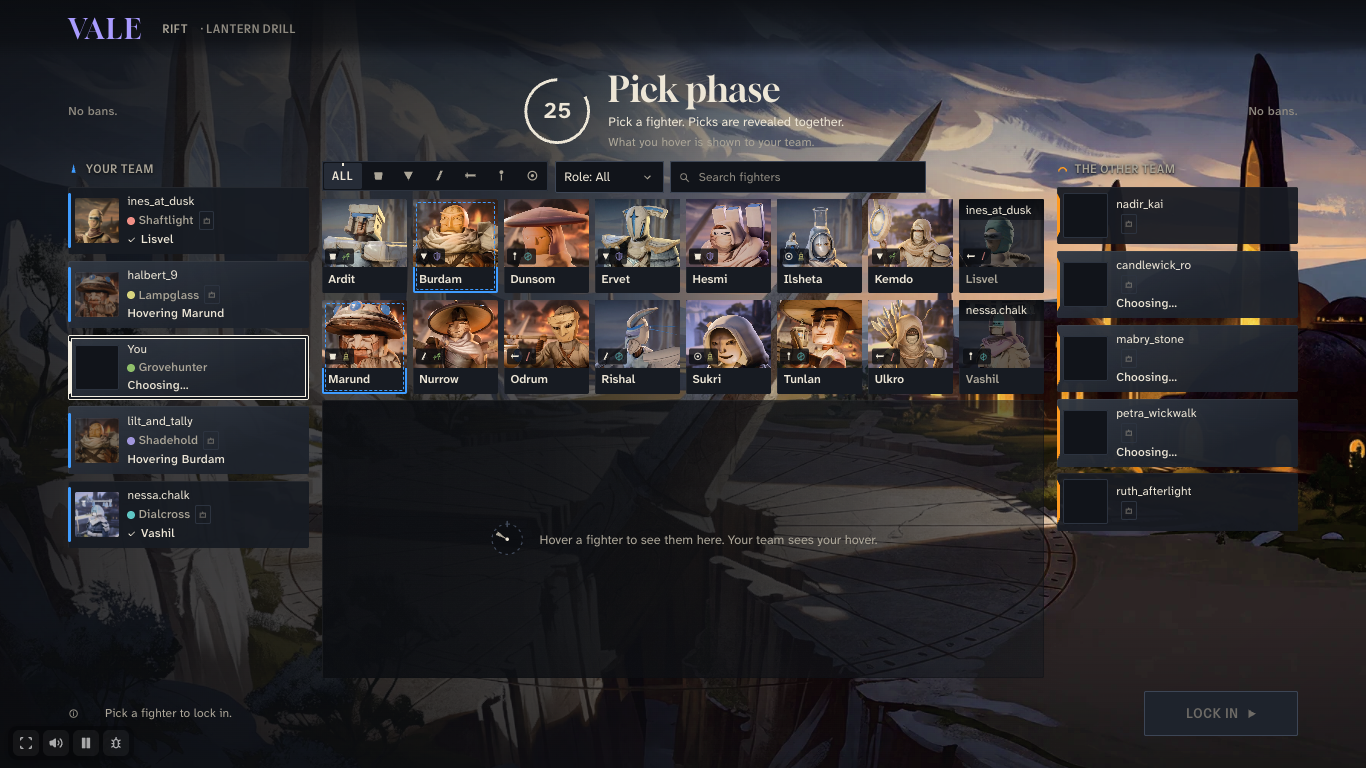 VALE RIFT · LANTERN DRILL
25
Pick phase
Pick a fighter. Picks are revealed together.
What you hover is shown to your team.
No bans.
No bans.
YOUR TEAM
ines_at_dusk
Shaftlight
✓ Lisvel
halbert_9
Lampglass
Hovering Marund
You
Grovehunter
Choosing...
lilt_and_tally
Shadehold
Hovering Burdam
nessa.chalk
Dialcross
✓ Vashil
ALL
Role: All
Search fighters
Ardit
Burdam
Dunsom
Ervet
Hesmi
Ilsheta
Kemdo
ines_at_dusk
Lisvel
Marund
Nurrow
Odrum
Rishal
Sukri
Tunlan
Ulkro
nessa.chalk
Vashil
Hover a fighter to see them here. Your team sees your hover.
THE OTHER TEAM
nadir_kai
candlewick_ro
Choosing...
mabry_stone
Choosing...
petra_wickwalk
Choosing...
ruth_afterlight
Pick a fighter to lock in.
LOCK IN